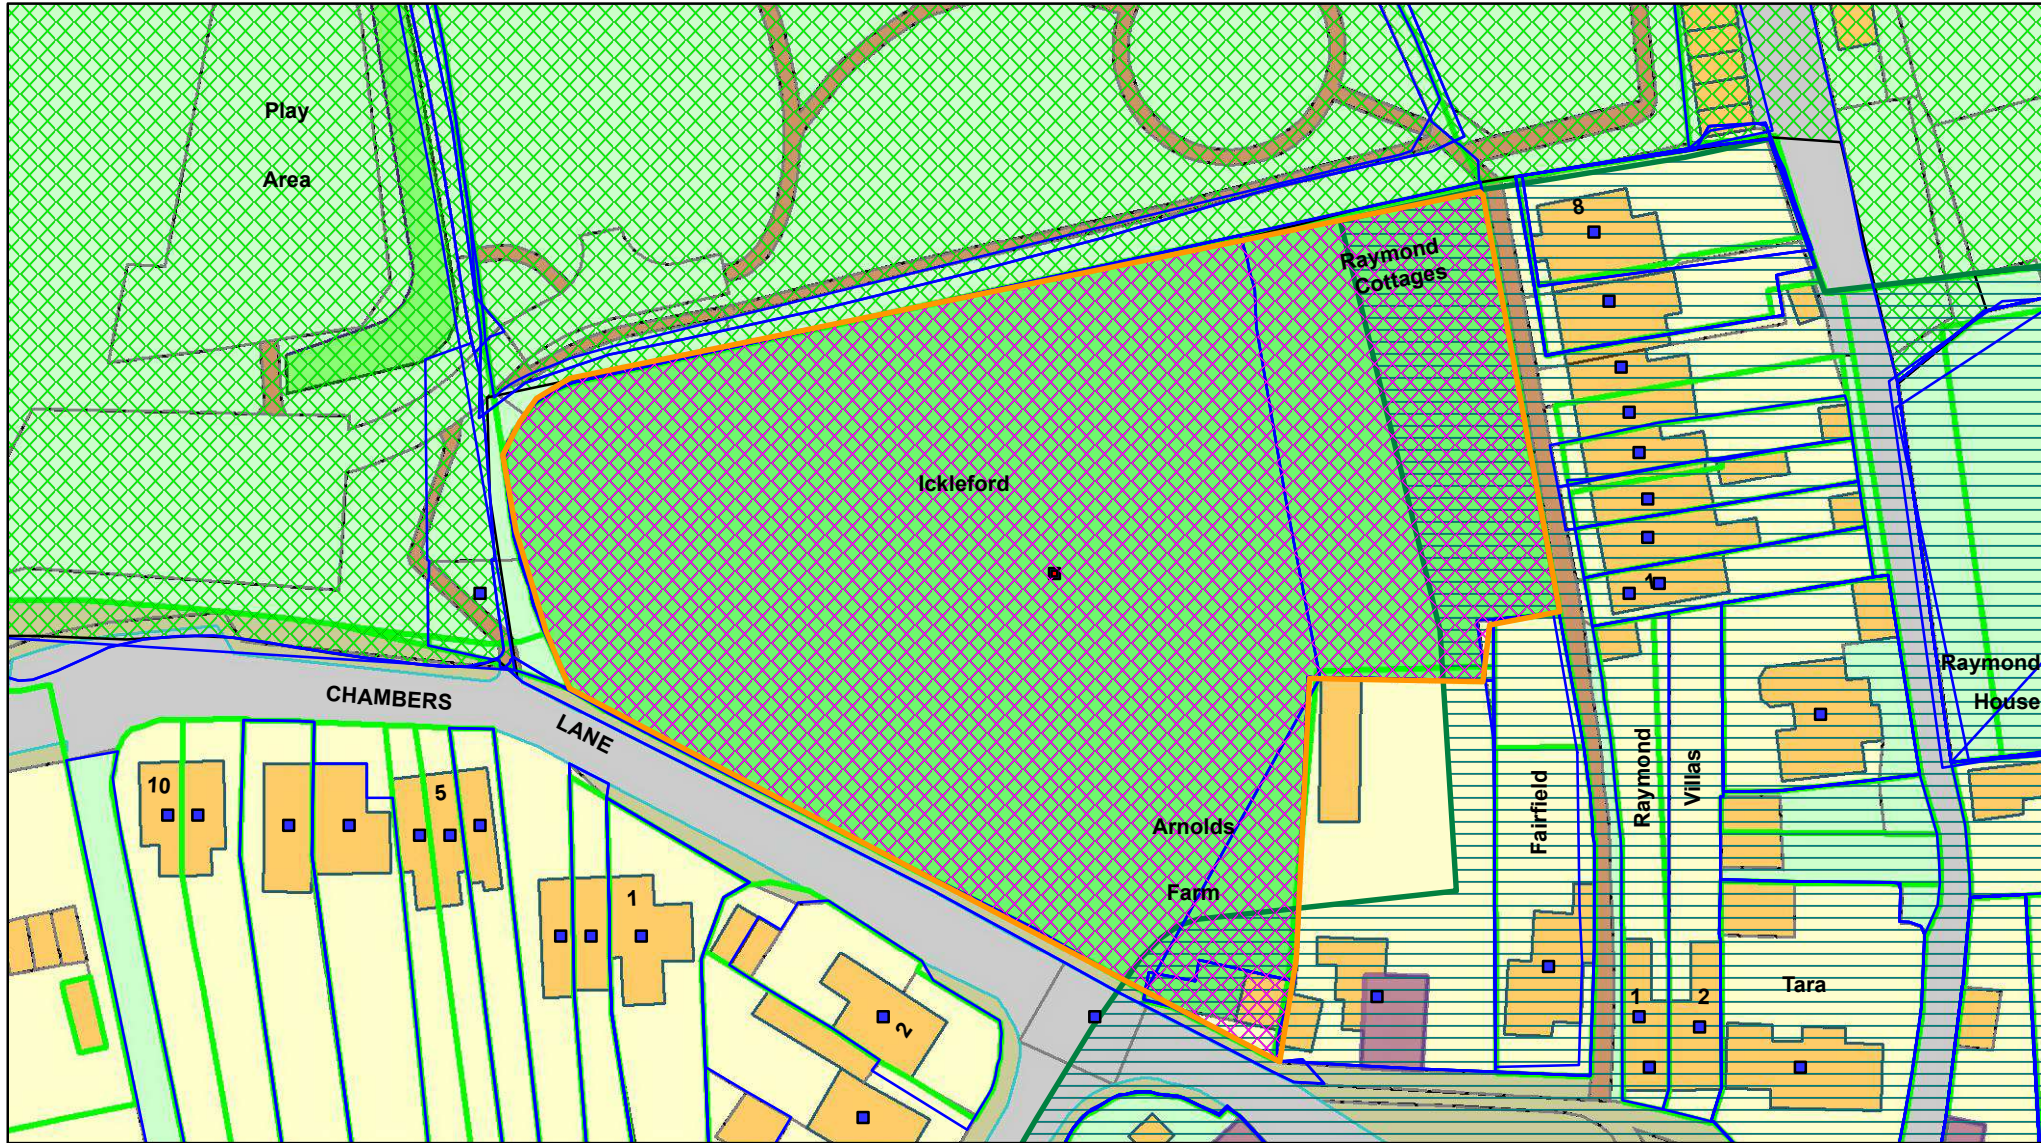 Play
Area
8
Raymond
Cottages
Ickleford
1
Raymond
House
CHAMBERS
LANE
10
5
1
2
Arnolds
Farm
Fairfield
Raymond
Villas
1
2
Tara